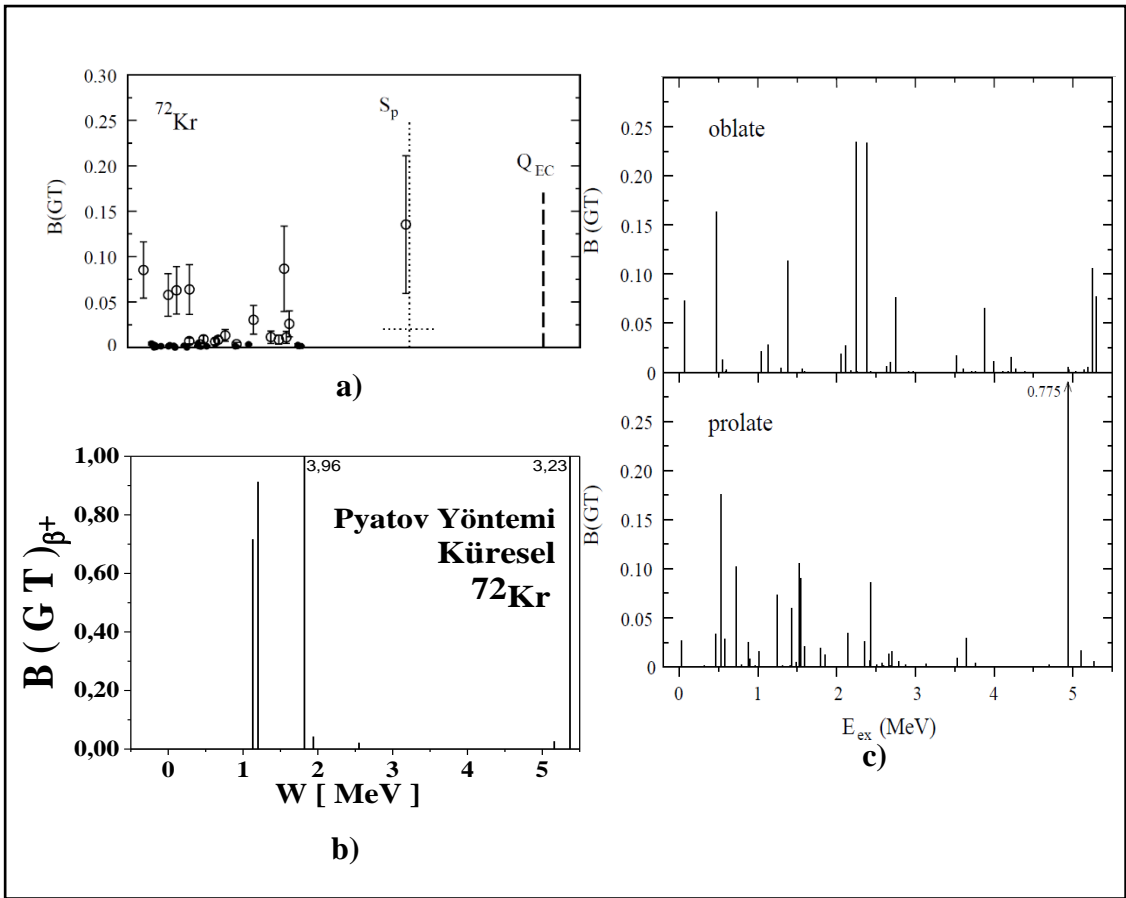 0.30
0.25
0.20
0.15
0.10
0.05
0
B(GT)
72Kr
Sp
QEC
a)
1,00
0,80
0,60
0,40
0,20
0,00
B ( G T )β+
3,96
3,23
Pyatov Yöntemi
Küresel
72Kr
0 1 2 3 4 5
W [ MeV ]
b)
oblate
0.25
0.20
0.15
0.10
0.05
0
B (GT)
prolate
0.775
0.25
0.20
0.15
0.10
0.05
0
B(GT)
0 1 2 3 4 5
Eex (MeV)
c)